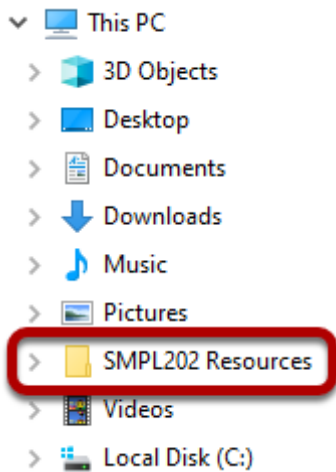 This PC
3D Objects
Desktop
Documents
Downloads
Music
Pictures
SMPL202 Resources
Videos
Local Disk (C:)